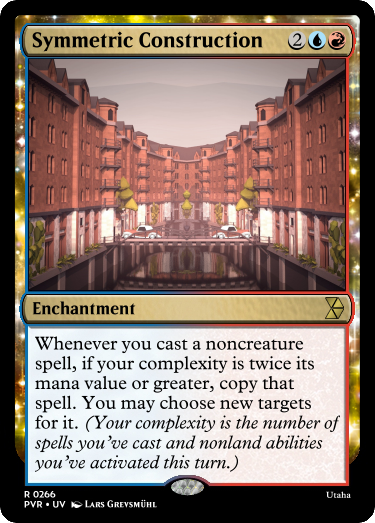 Symmetric Construction 2
Enchantment
Whenever you cast a noncreature
spell, if your complexity is twice its
mana value or greater, copy that
spell. You may choose new targets
for it. (Your complexity is the number of
spells you've cast and nonland abilities
you've activated this turn.)
R 0266
PVR • UV Lars Grevsmühl
Utaha